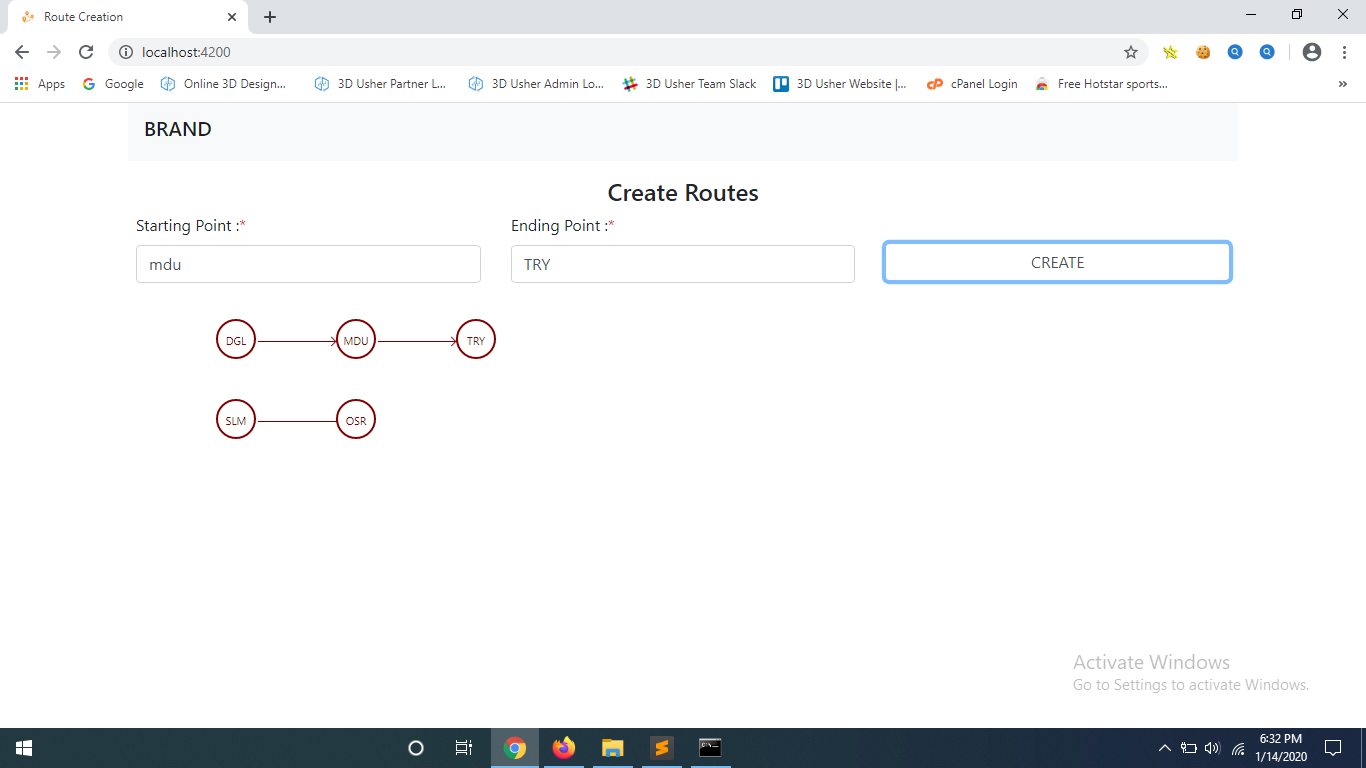 Route Creation
localhost:4200
Apps Google Online 3D Design... 3D Usher Partner L... 3D Usher Admin Lo... 3D Usher Team Slack 3D Usher Website |... cPanel Login Free Hotstar sports... »
BRAND
Create Routes
Starting Point :* Ending Point :*
mdu TRY CREATE
DGL MDU TRY
SLM OSR
Activate Windows
Go to Settings to activate Windows.
6:32 PM
1/14/2020